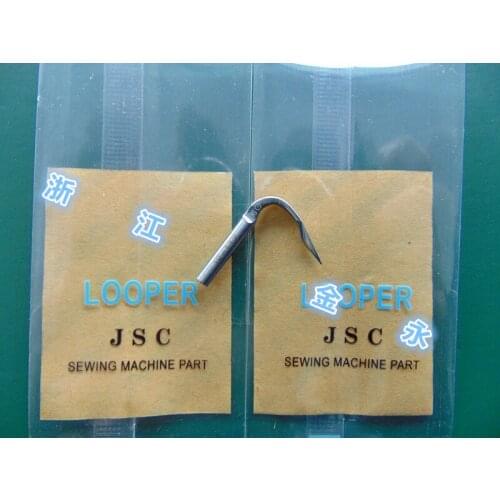 浙江
LOOPER
JSC
SEWING MACHINE PART
金永
LOOPER
JSC
SEWING MACHINE PART